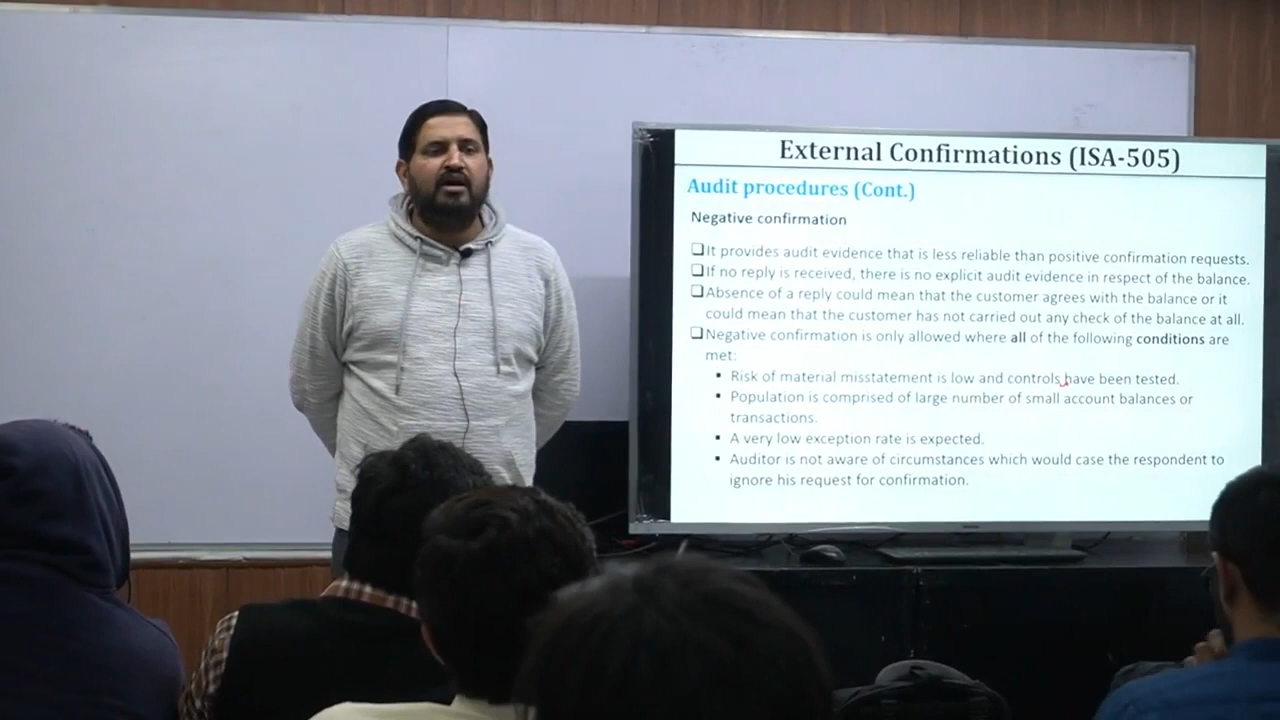 External Confirmations (ISA-505)
Audit procedures (Cont.)
Negative confirmation
❑It provides audit evidence that is less reliable than positive confirmation requests.
❑If no reply is received, there is no explicit audit evidence in respect of the balance.
❑Absence of a reply could mean that the customer agrees with the balance or it
could mean that the customer has not carried out any check of the balance at all.
❑Negative confirmation is only allowed where all of the following conditions are
met:
▪ Risk of material misstatement is low and controls have been tested.
▪ Population is comprised of large number of small account balances or
transactions.
▪ A very low exception rate is expected.
▪ Auditor is not aware of circumstances which would case the respondent to
ignore his request for confirmation.